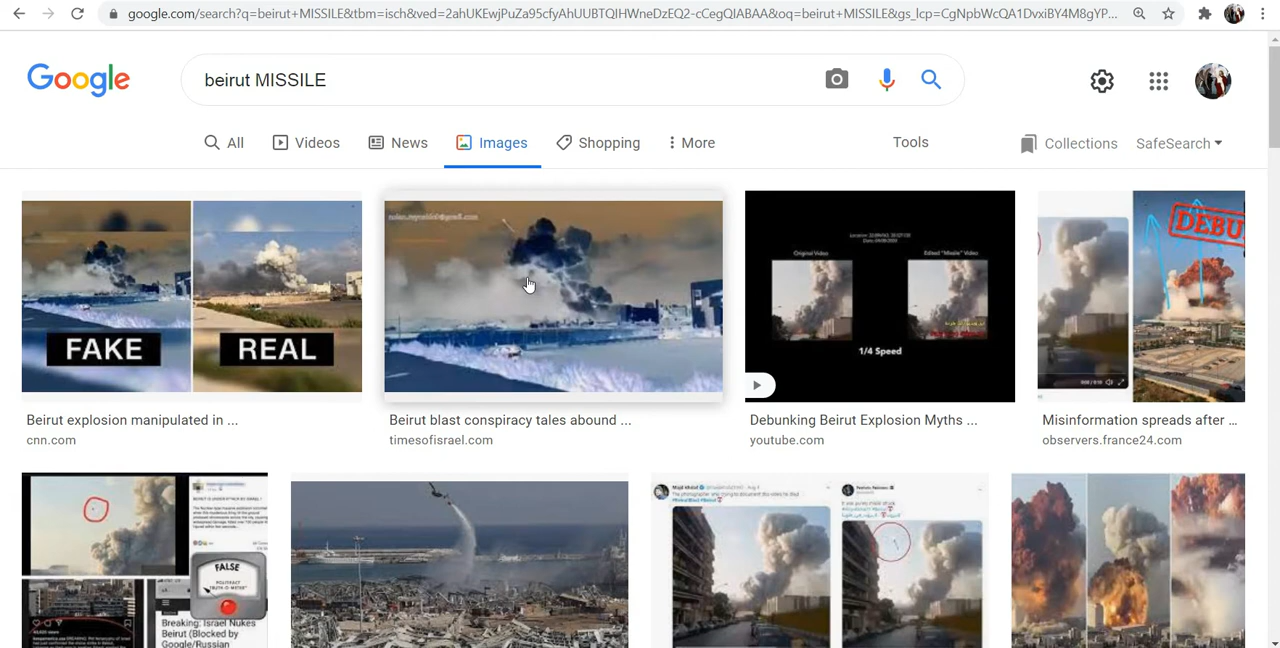 google.com/search?q=beirut+MISSILE&tbm=isch&ved=2ahUKEwjPuZa95cfyAhUUBTQIHWneDzEQ2-cCegQIABAA&oq=beirut+MISSILE&gs_lcp=CgNpbWcQA1DvxiBY4M8gYP...
Google
beirut MISSILE
All
Videos
News
Images
Shopping
More
Tools
Collections
SafeSearch
FAKE
REAL
Original Video
Edited "Missile" Video
1/4 Speed
DEBU
Beirut explosion manipulated in ...
cnn.com
Beirut blast conspiracy tales abound ...
timesofisrael.com
Debunking Beirut Explosion Myths ...
youtube.com
Misinformation spreads after ...
observers.france24.com
FALSE
Breaking: Israel Nukes
Beirut (Blocked by
Google/Russian